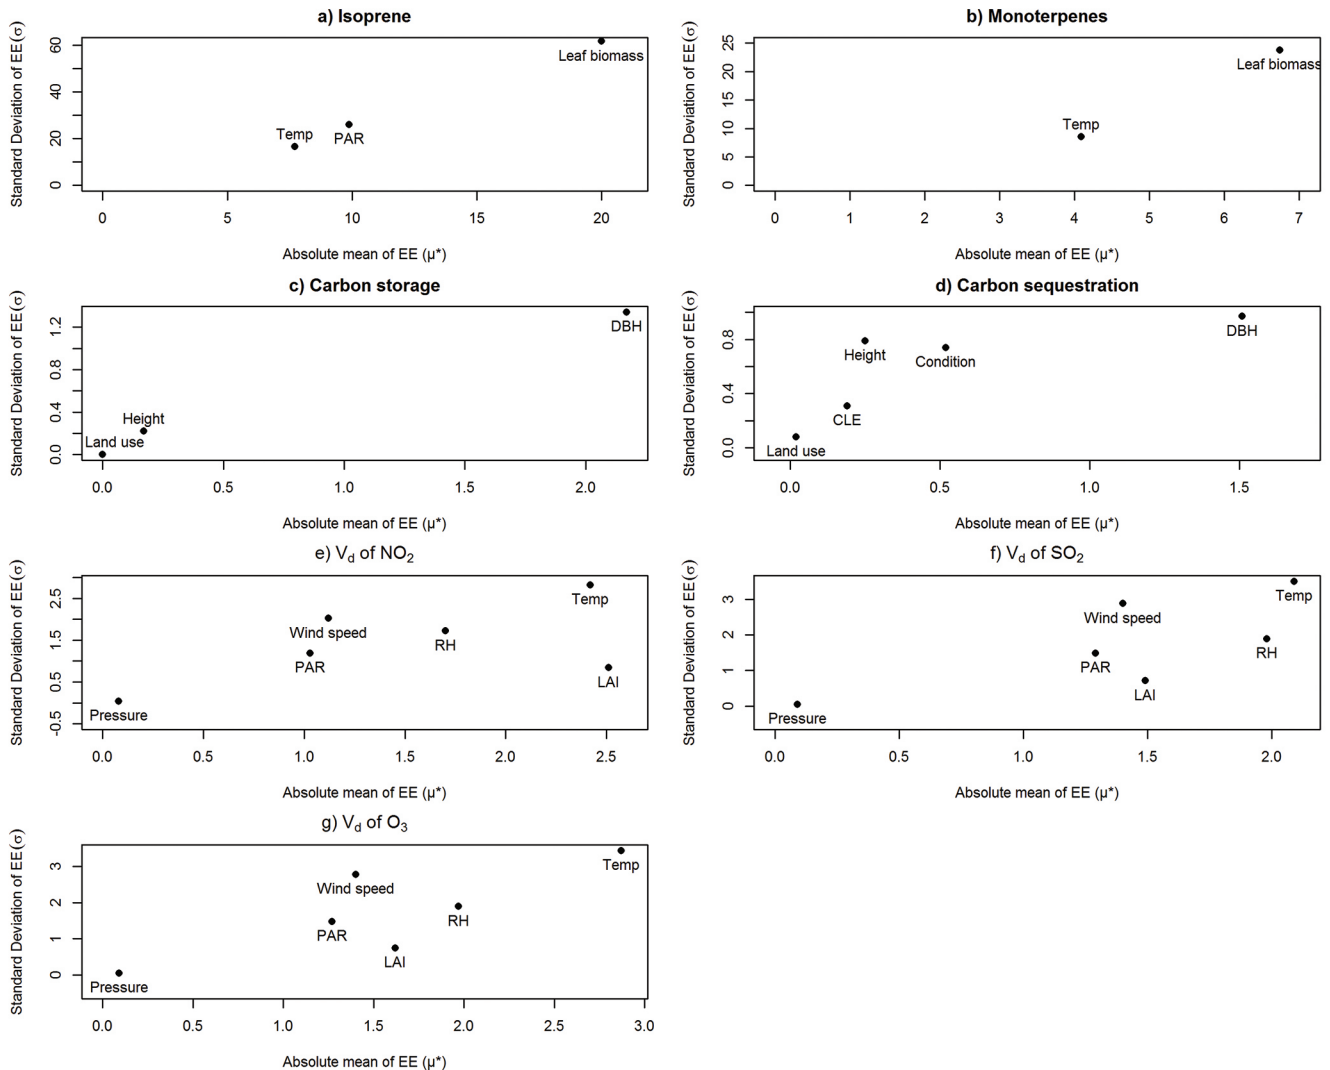 a) Isoprene
Standard Deviation of EE(σ)
0 20 40 60
Leaf biomass
Temp
PAR
0 5 10 15 20
Absolute mean of EE (μ*)
b) Monoterpenes
Standard Deviation of EE(σ)
0 5 10 15 20 25
Leaf biomass
Temp
0 1 2 3 4 5 6 7
Absolute mean of EE (μ*)
c) Carbon storage
Standard Deviation of EE(σ)
0.0 0.4 0.8 1.2
DBH
Height
Land use
0.0 0.5 1.0 1.5 2.0
Absolute mean of EE (μ*)
d) Carbon sequestration
Standard Deviation of EE(σ)
0.0 0.4 0.8
DBH
Height
Condition
CLE
Land use
0.0 0.5 1.0 1.5
Absolute mean of EE (μ*)
e) Vd of NO2
Standard Deviation of EE(σ)
-0.5 0.5 1.5 2.5
Temp
Wind speed
RH
PAR
LAI
Pressure
0.0 0.5 1.0 1.5 2.0 2.5
Absolute mean of EE (μ*)
f) Vd of SO2
Standard Deviation of EE(σ)
0 1 2 3
Temp
Wind speed
RH
PAR
LAI
Pressure
0.0 0.5 1.0 1.5 2.0
Absolute mean of EE (μ*)
g) Vd of O3
Standard Deviation of EE(σ)
0 1 2 3
Temp
Wind speed
RH
PAR
LAI
Pressure
0.0 0.5 1.0 1.5 2.0 2.5 3.0
Absolute mean of EE (μ*)